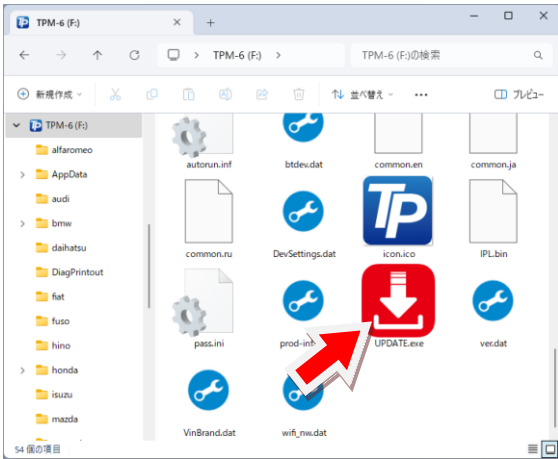 TPM-6 (F:)
TPM-6 (F:)
TPM-6 (F:)の検索
新規作成
並べ替え
プレビュー
TPM-6 (F:)
alfaromeo
AppData
audi
bmw
daihatsu
DiagPrintout
fiat
fuso
hino
honda
isuzu
mazda
autorun.inf
btdev.dat
common.en
common.ja
common.ru
DevSettings.dat
icon.ico
IPL.bin
pass.ini
UPDATE.exe
ver.dat
VinBrand.dat
wifi_nw.dat
54 個の項目